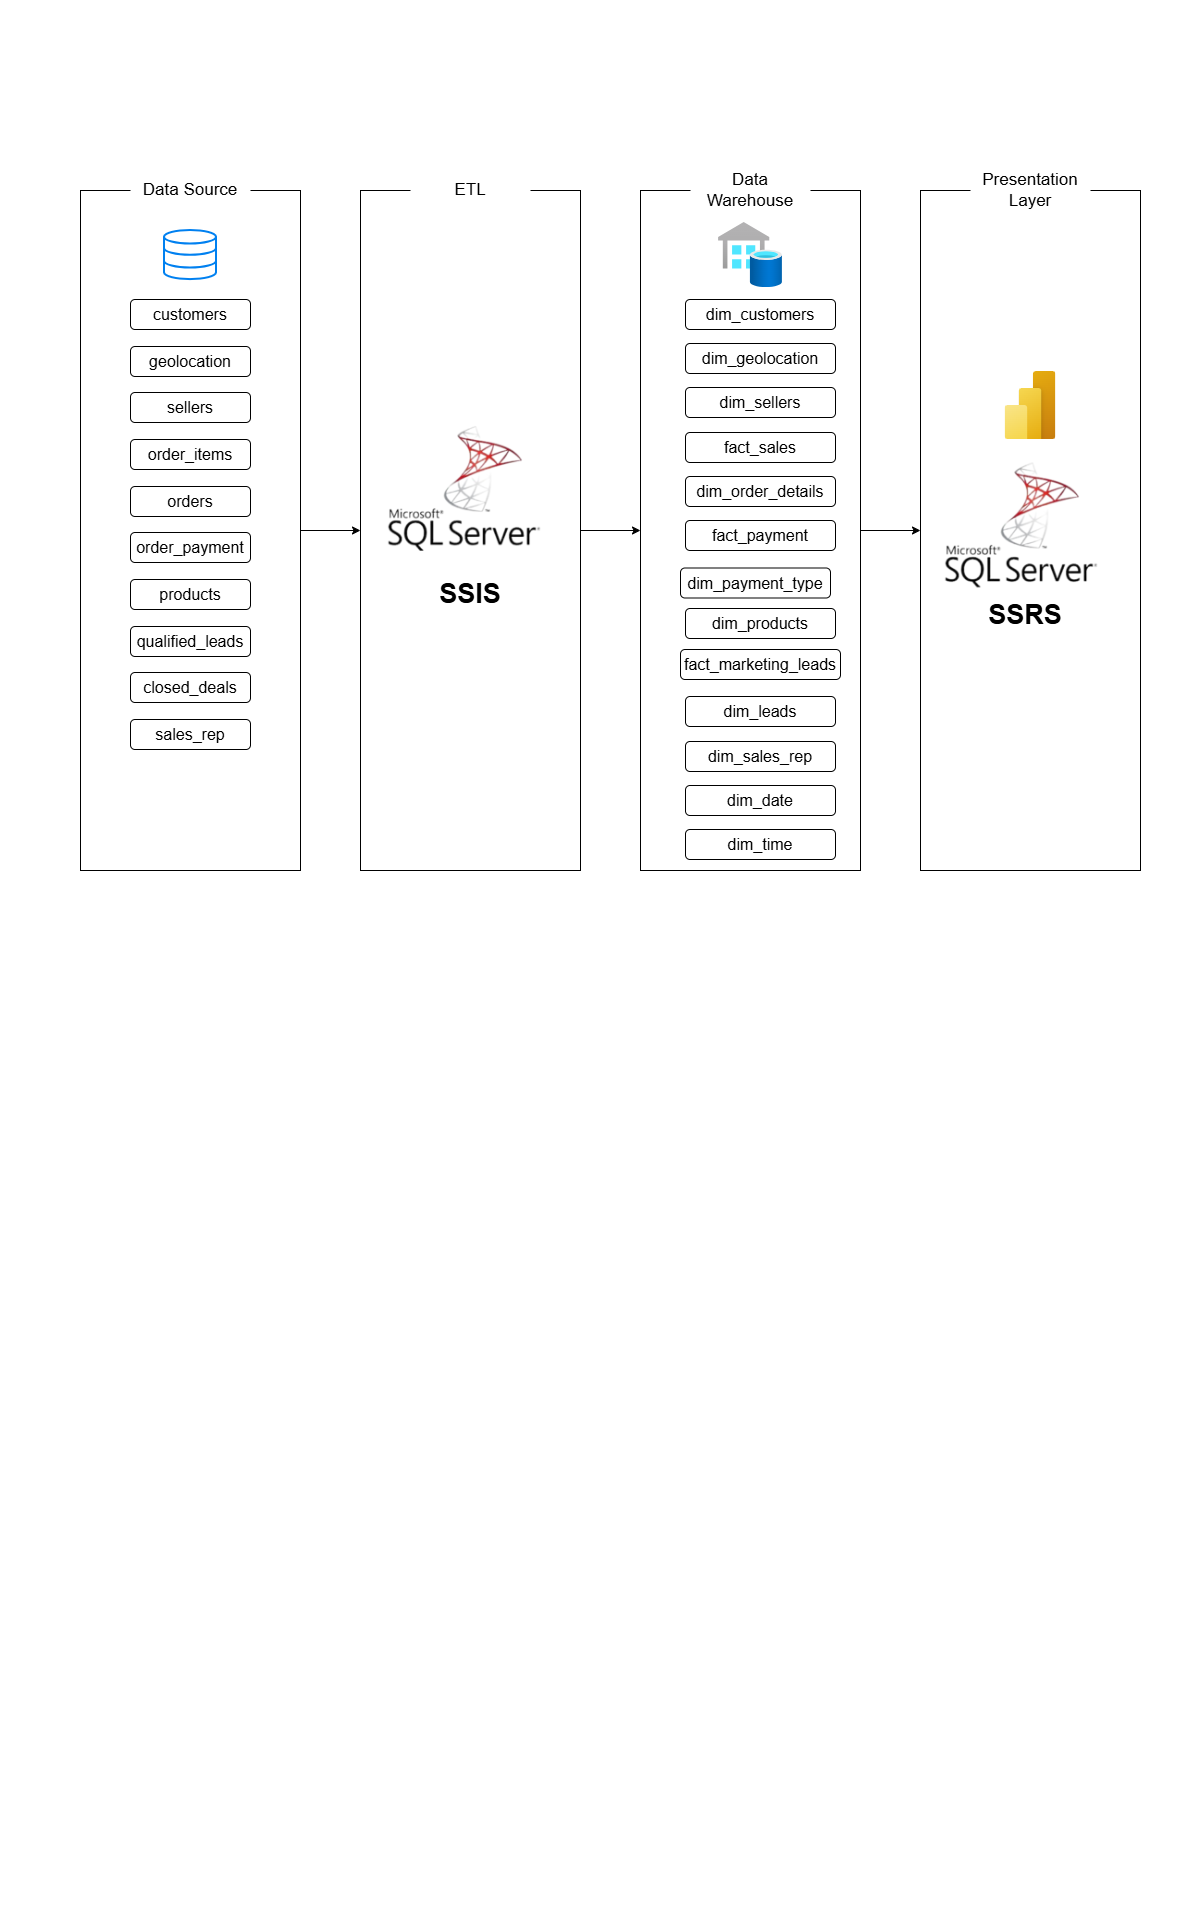 Data Source
customers
geolocation
sellers
order_items
orders
order_payment
products
qualified_leads
closed_deals
sales_rep
ETL
Microsoft®
SQL Server
SSIS
Data
Warehouse
dim_customers
dim_geolocation
dim_sellers
fact_sales
dim_order_details
fact_payment
dim_payment_type
dim_products
fact_marketing_leads
dim_leads
dim_sales_rep
dim_date
dim_time
Presentation
Layer
Microsoft®
SQL Server
SSRS